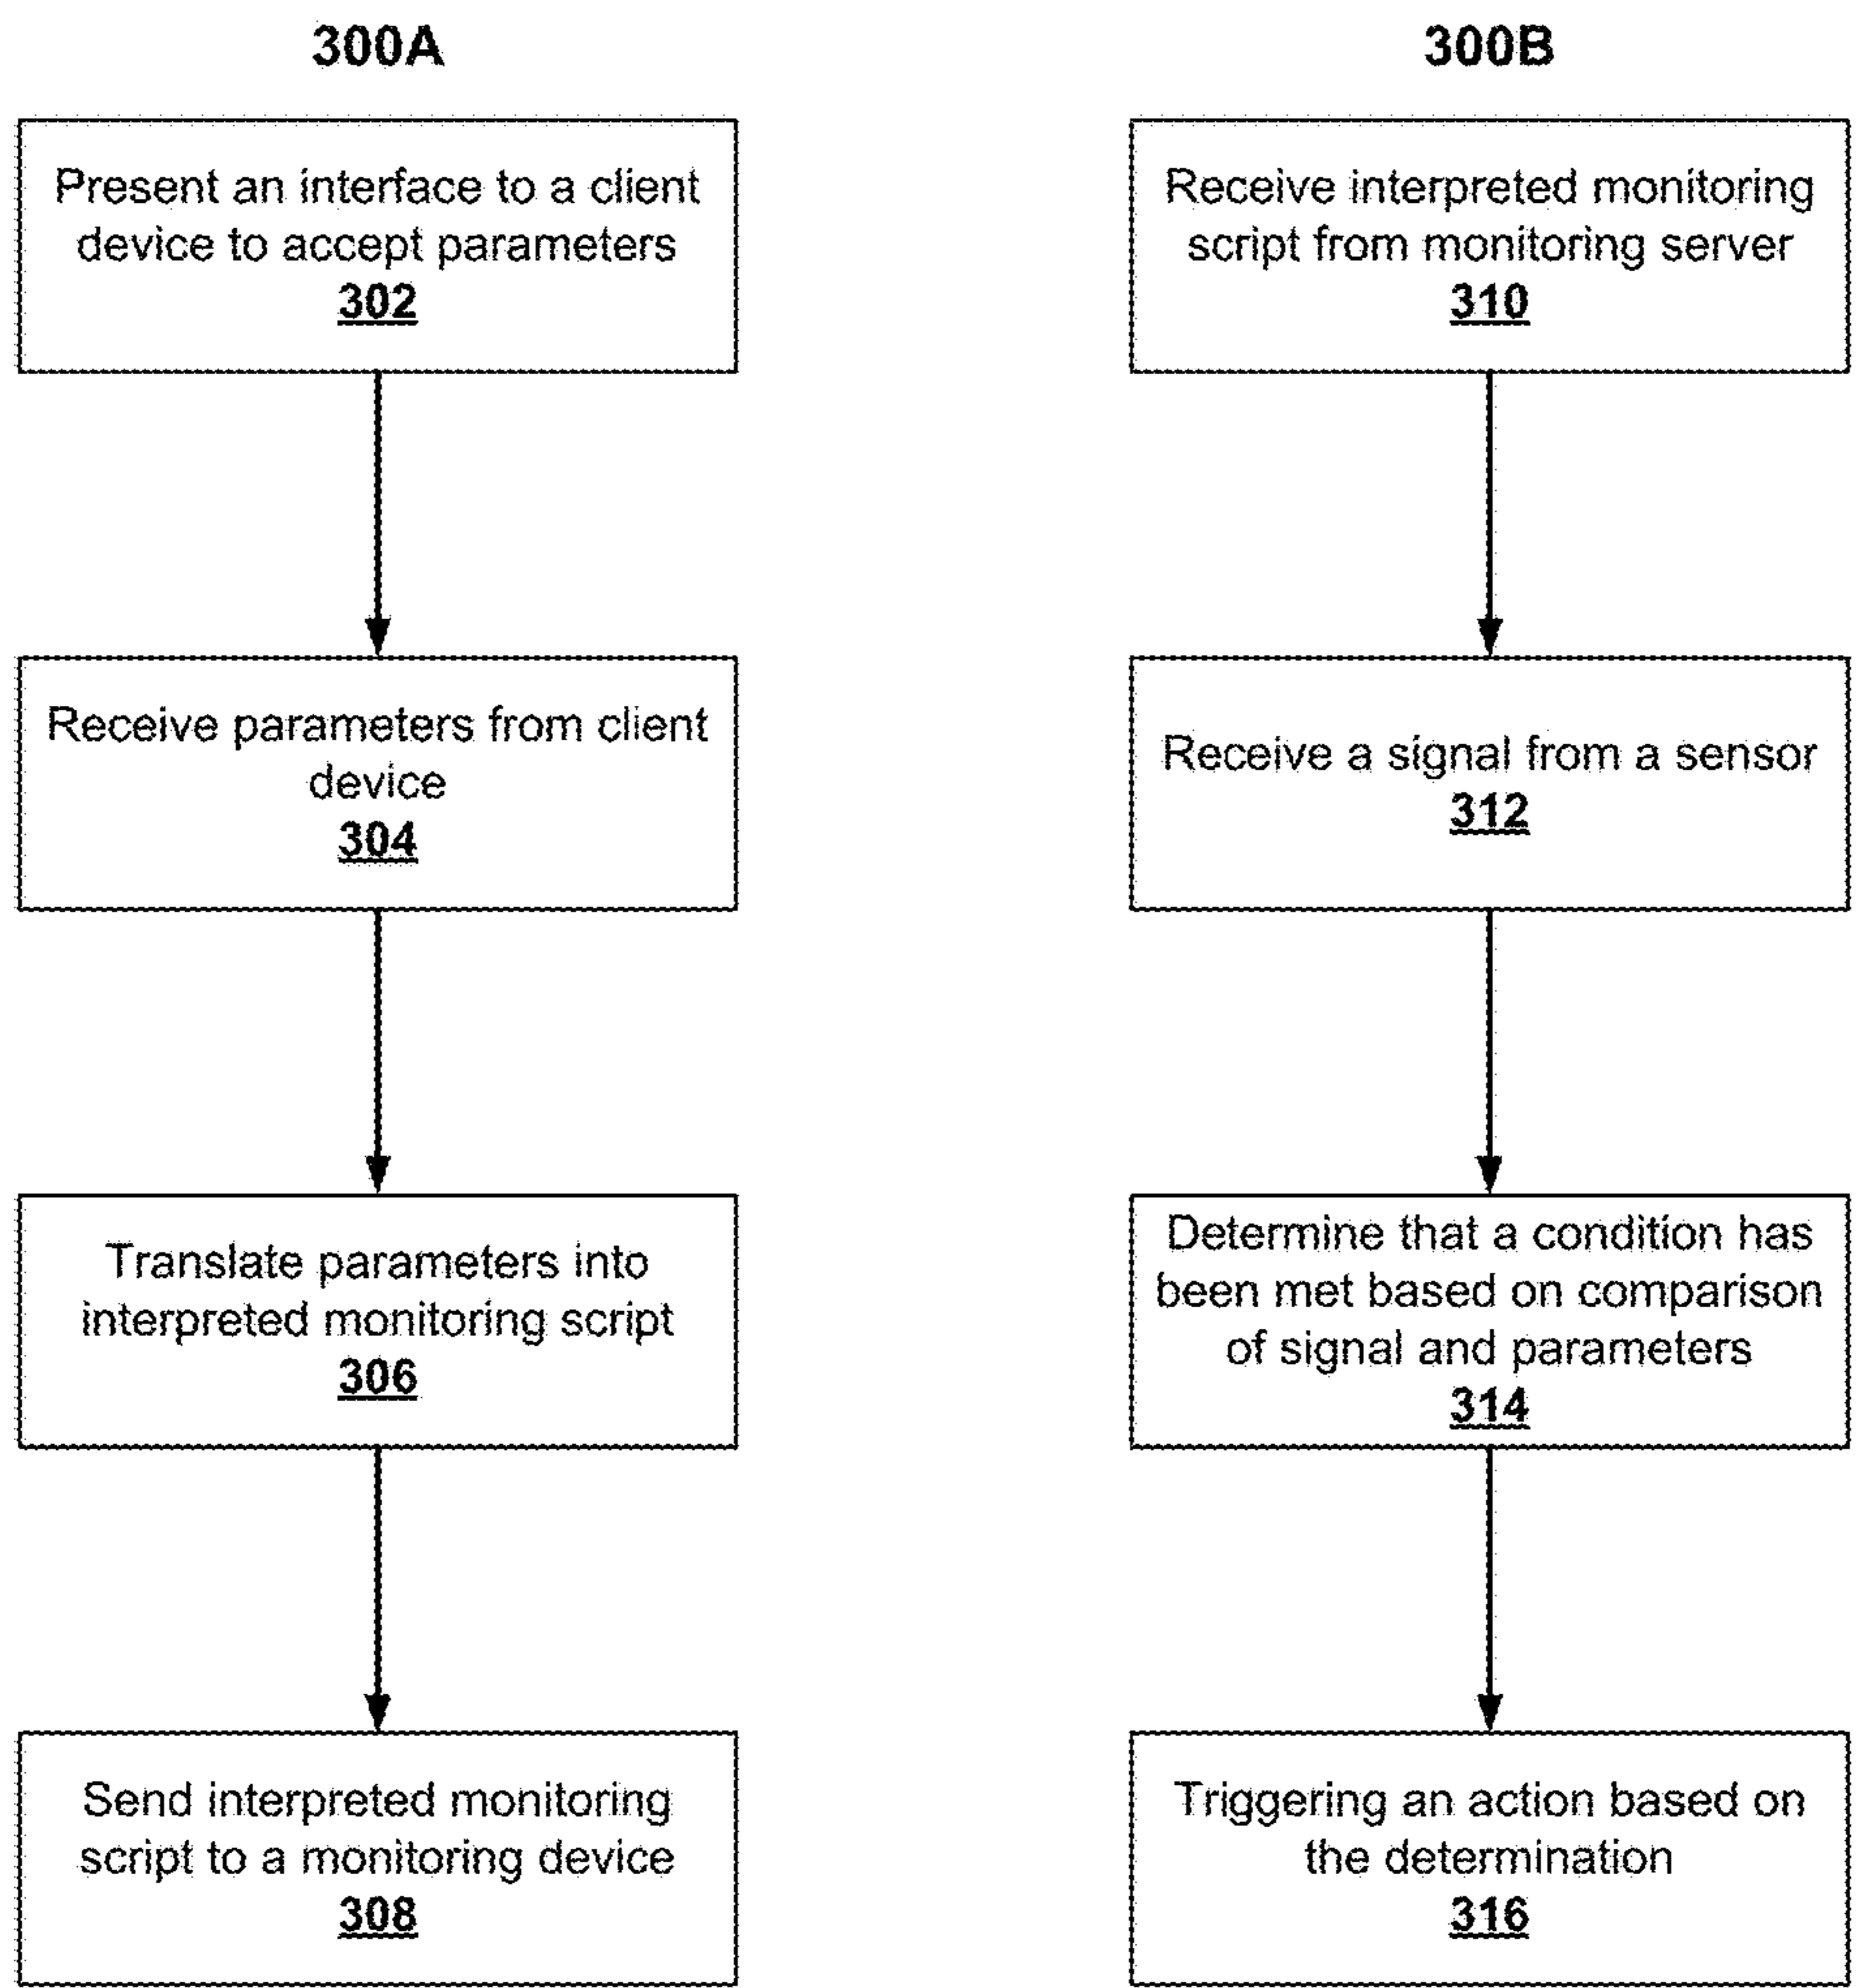 300A
Present an interface to a client
device to accept parameters
302
Receive parameters from client
device
304
Translate parameters into
interpreted monitoring script
306
Send interpreted monitoring
script to a monitoring device
308
300B
Receive interpreted monitoring
script from monitoring server
310
Receive a signal from a sensor
312
Determine that a condition has
been met based on comparison
of signal and parameters
314
Triggering an action based on
the determination
316